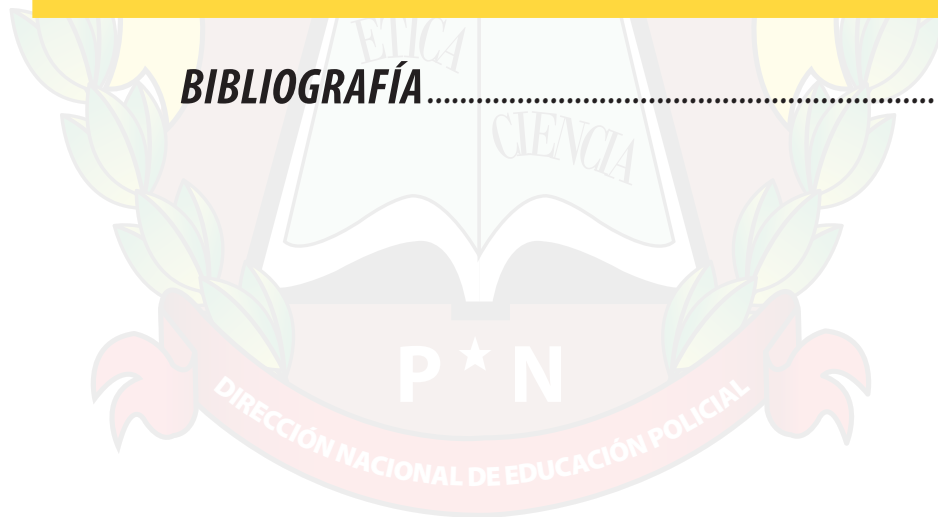 ÉTICA
BIBLIOGRAFÍA..............................................................
CIENCIA
P ★ N
DIRECCIÓN NACIONAL DE EDUCACIÓN POLICIAL